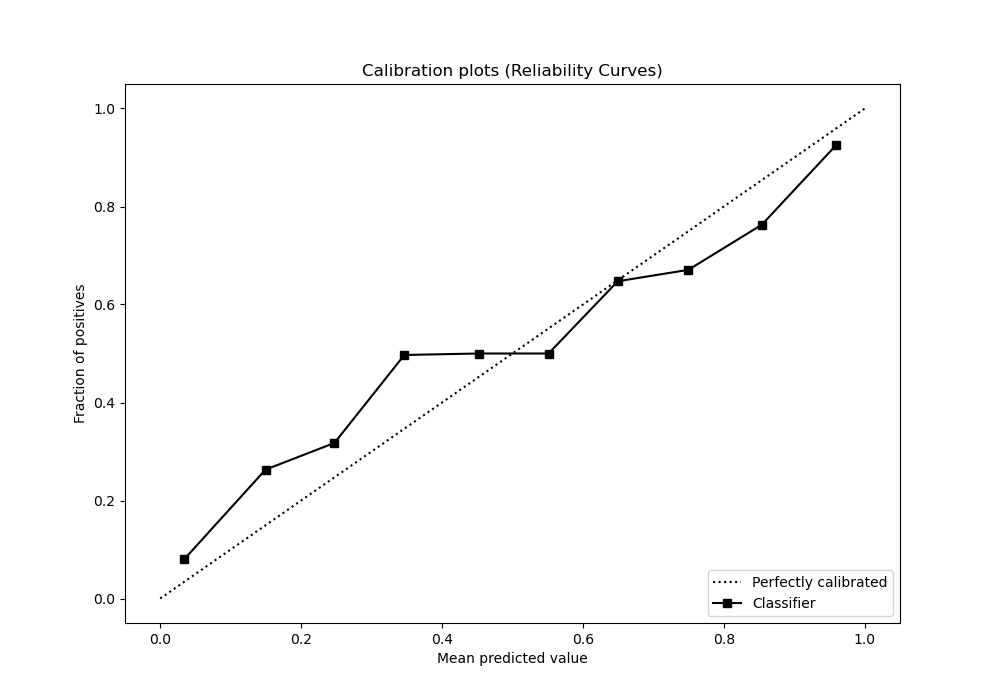 Calibration plots (Reliability Curves)
1.0
0.8
0.6
0.4
0.2
0.0
Fraction of positives
Perfectly calibrated
Classifier
0.0 0.2 0.4 0.6 0.8 1.0
Mean predicted value